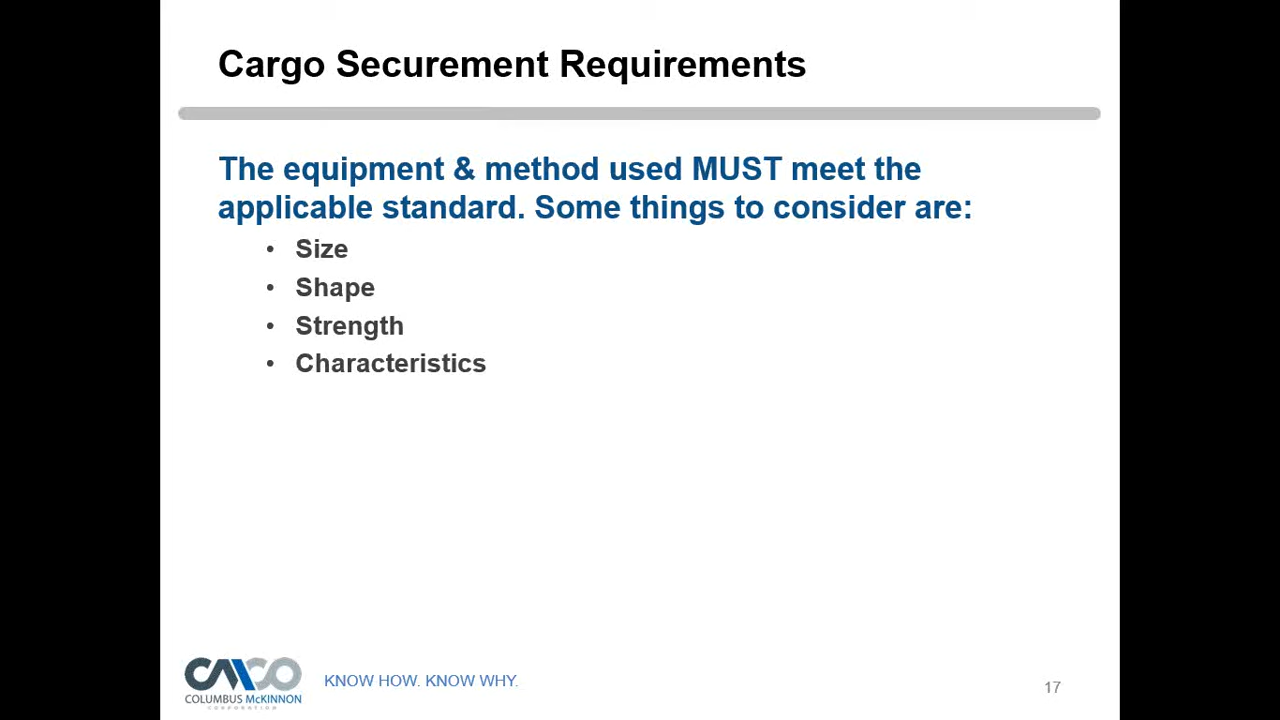 Cargo Securement Requirements
The equipment & method used MUST meet the
applicable standard. Some things to consider are:
• Size
• Shape
• Strength
• Characteristics
CMCO
COLUMBUS McKINNON
CORPORATION
KNOW HOW. KNOW WHY.
17